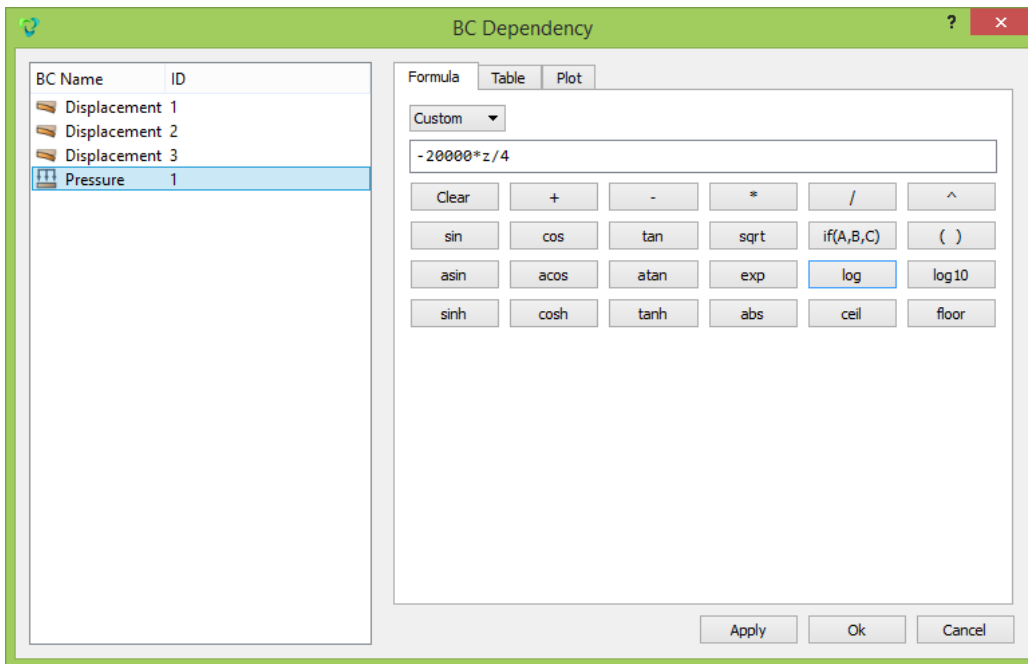 BC Dependency
?
BC Name ID
Displacement 1
Displacement 2
Displacement 3
Pressure 1
Formula Table Plot
Custom
-20000*z/4
Clear + - * / ^
sin cos tan sqrt if(A,B,C) ( )
asin acos atan exp log log10
sinh cosh tanh abs ceil floor
Apply Ok Cancel